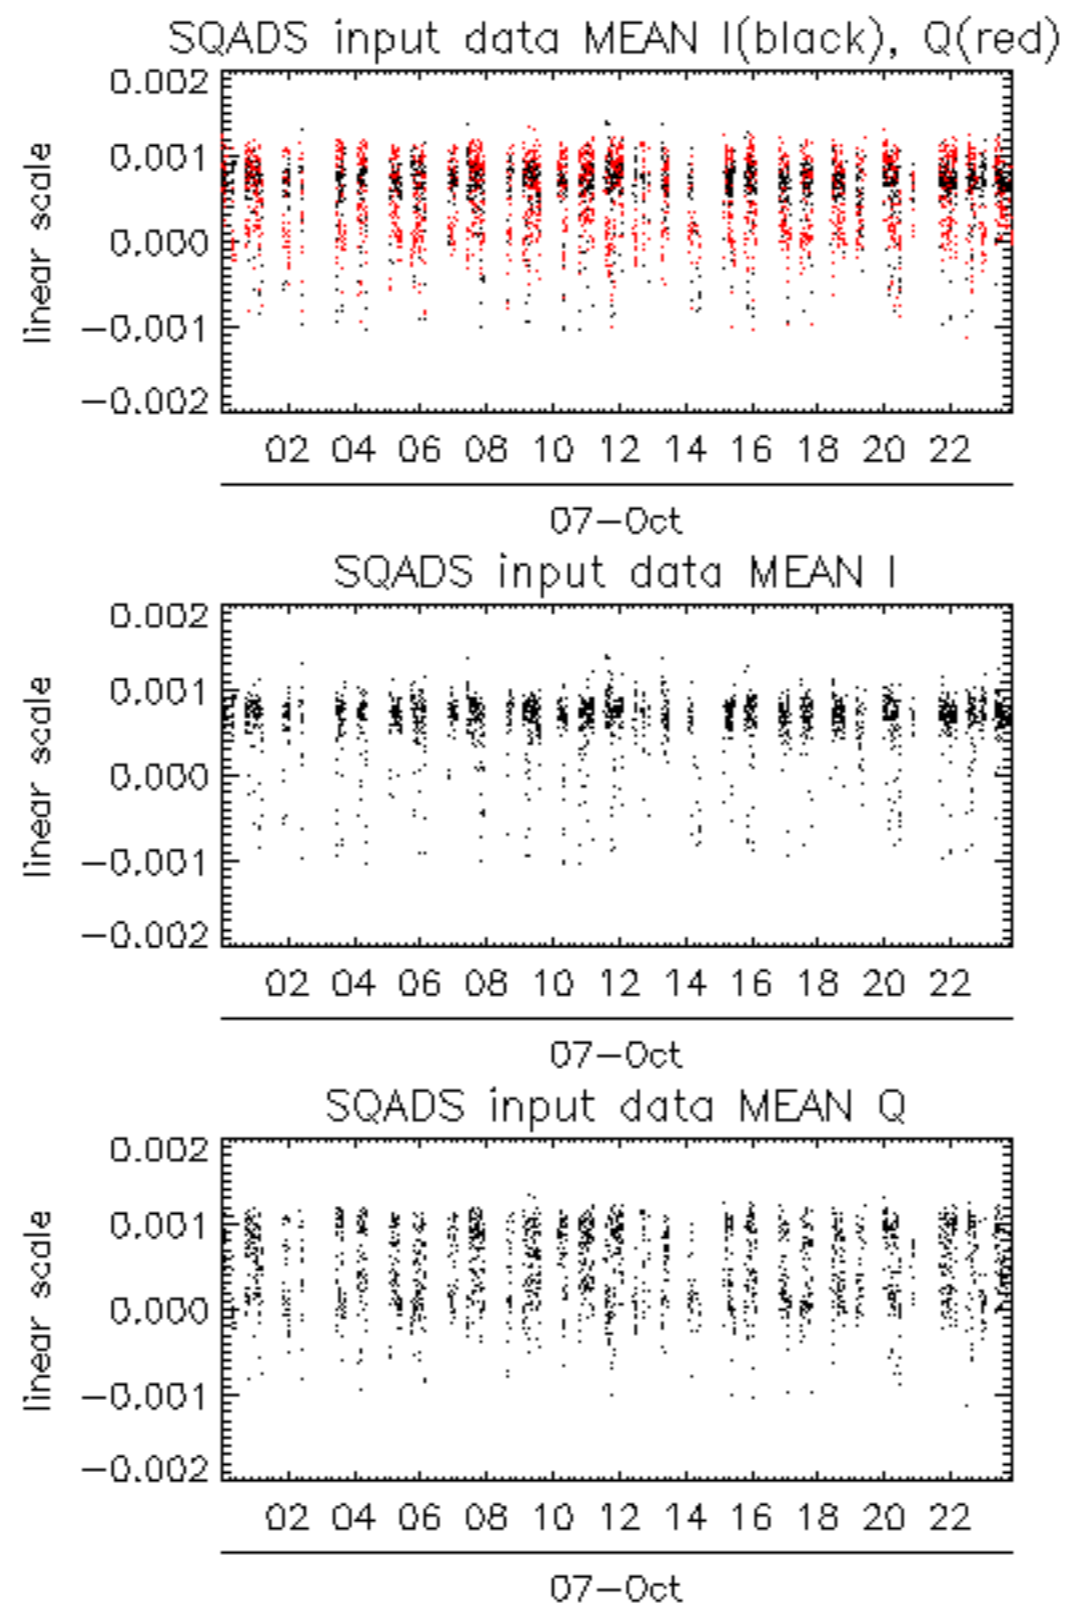 SQADS input data MEAN I(black), Q(red)
0.002
0.001
0.000
−0.001
−0.002
linear scale
02 04 06 08 10 12 14 16 18 20 22
07−Oct
SQADS input data MEAN I
0.002
0.001
0.000
−0.001
−0.002
linear scale
02 04 06 08 10 12 14 16 18 20 22
07−Oct
SQADS input data MEAN Q
0.002
0.001
0.000
−0.001
−0.002
linear scale
02 04 06 08 10 12 14 16 18 20 22
07−Oct